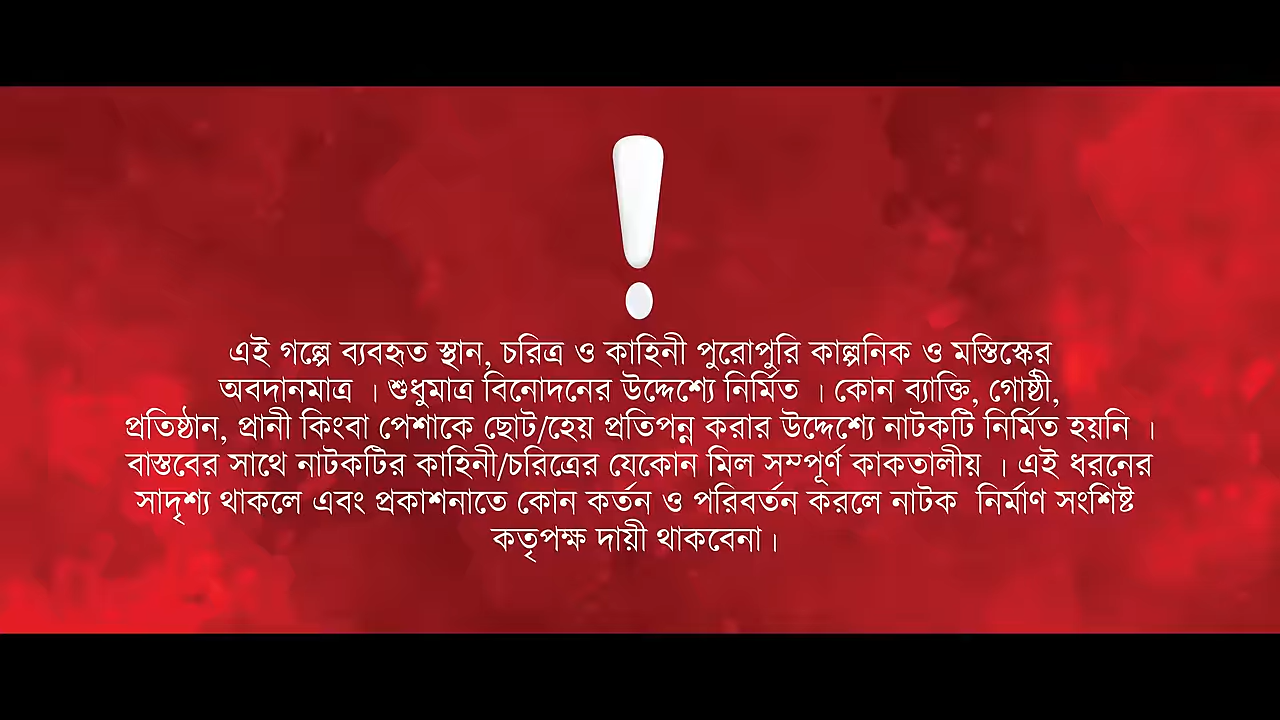 !
এই গল্পে ব্যবহৃত স্থান, চরিত্র ও কাহিনী পুরোপুরি কাল্পনিক ও মস্তিস্কের
অবদানমাত্র । শুধুমাত্র বিনোদনের উদ্দেশ্যে নির্মিত । কোন ব্যাক্তি, গোষ্ঠী,
প্রতিষ্ঠান, প্রানী কিংবা পেশাকে ছোট/হেয় প্রতিপন্ন করার উদ্দেশ্যে নাটকটি নির্মিত হয়নি ।
বাস্তবের সাথে নাটকটির কাহিনী/চরিত্রের যেকোন মিল সম্পূর্ণ কাকতালীয় । এই ধরনের
সাদৃশ্য থাকলে এবং প্রকাশনাতে কোন কর্তন ও পরিবর্তন করলে নাটক নির্মাণ সংশিষ্ট
কতৃপক্ষ দায়ী থাকবেনা।